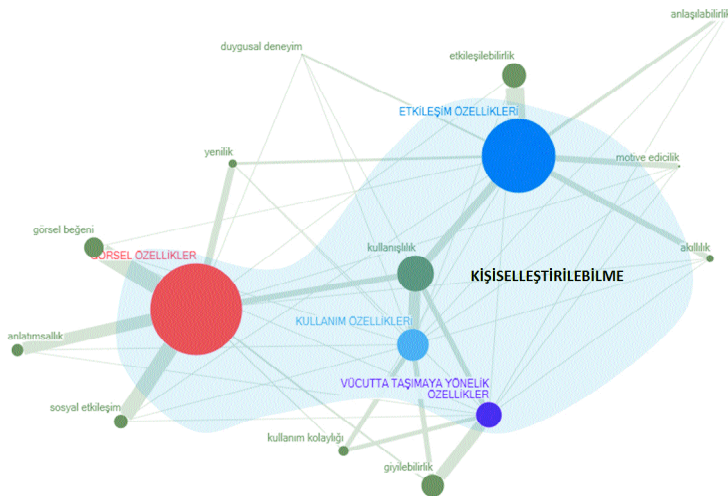 anlaşılabilirlik
duygusal deneyim
etkileşilebilirlik
ETKİLEŞİM ÖZELLİKLERİ
yenilik
motive edicilik
görsel beğeni
GÖRSEL ÖZELLİKLER
kullanışlılık
akıllılık
KİŞİSELLEŞTİRİLEBİLME
KULLANIM ÖZELLİKLERİ
anlatımsallık
VÜCUTTA TAŞIMAYA YÖNELİK
ÖZELLİKLER
sosyal etkileşim
kullanım kolaylığı
giyilebilirlik